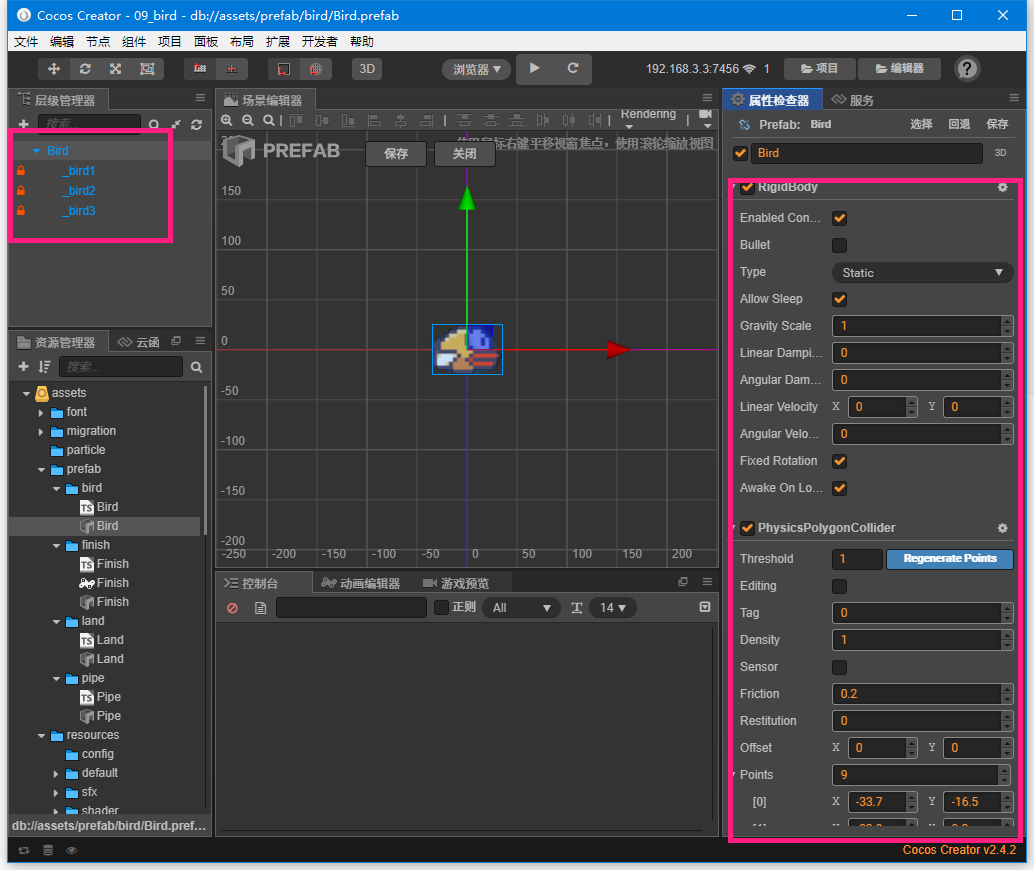 Cocos Creator - 09_bird - db://assets/prefab/bird/Bird.prefab
文件 编辑 节点 组件 项目 面板 布局 扩展 开发者 帮助
3D 浏览器 192.168.3.3:7456 1 项目 编辑器 ?
层级管理器
搜索...
Bird
_bird1
_bird2
_bird3
场景编辑器
Rendering
使用鼠标右键平移视窗焦点，使用滚轮缩放视图
PREFAB 保存 关闭
150
100
50
0
-50
-100
-150
-200
-250 -200 -150 -100 -50 0 50 100 150 200
资源管理器 云函
搜索...
assets
font
migration
particle
prefab
bird
TS Bird
Bird
finish
TS Finish
Finish
Finish
land
TS Land
Land
pipe
TS Pipe
Pipe
resources
config
default
sfx
shader
db://assets/prefab/bird/Bird.pref...
控制台 动画编辑器 游戏预览
正则 All 14
属性检查器 服务
Prefab: Bird 选择 回退 保存
Bird 3D
RigidBody
Enabled Con...
Bullet
Type Static
Allow Sleep
Gravity Scale 1
Linear Dampi... 0
Angular Dam... 0
Linear Velocity X 0 Y 0
Angular Velo... 0
Fixed Rotation
Awake On Lo...
PhysicsPolygonCollider
Threshold 1 Regenerate Points
Editing
Tag 0
Density 1
Sensor
Friction 0.2
Restitution 0
Offset X 0 Y 0
Points 9
[0] X -33.7 Y -16.5
Cocos Creator v2.4.2